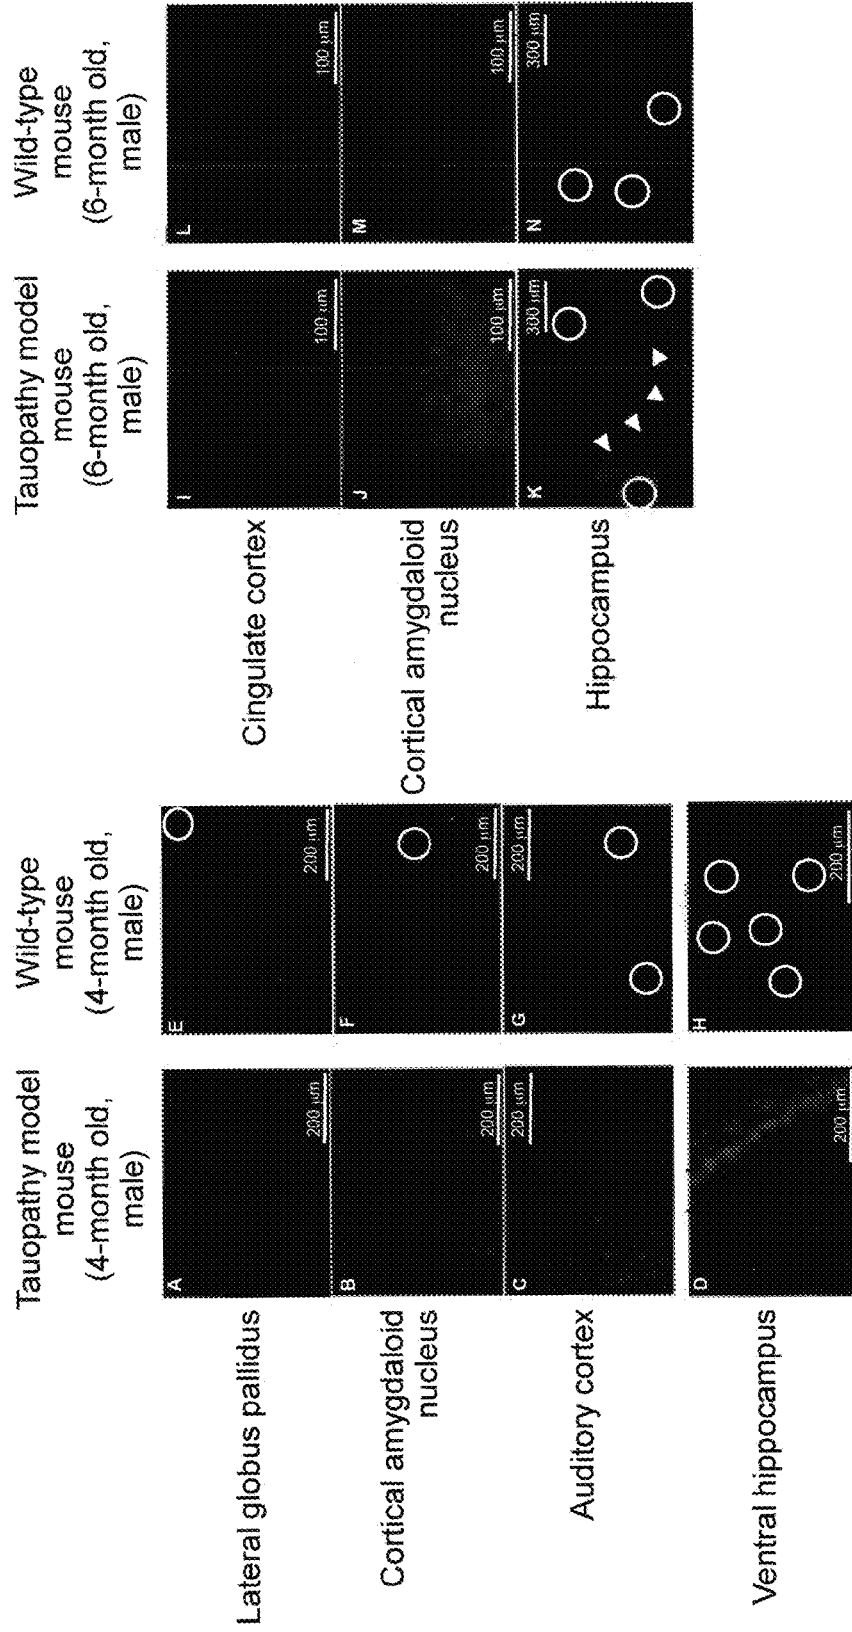 Tauopathy model
mouse
(4-month old,
male)
Wild-type
mouse
(4-month old,
male)
Lateral globus pallidus
A
200 µm
E
200 µm
Cortical amygdaloid
nucleus
B
200 µm
F
200 µm
Auditory cortex
C
200 µm
G
200 µm
Ventral hippocampus
D
200 µm
H
200 µm
Tauopathy model
mouse
(6-month old,
male)
Wild-type
mouse
(6-month old,
male)
Cingulate cortex
I
100 µm
L
100 µm
Cortical amygdaloid
nucleus
J
100 µm
M
100 µm
Hippocampus
K
300 µm
N
300 µm